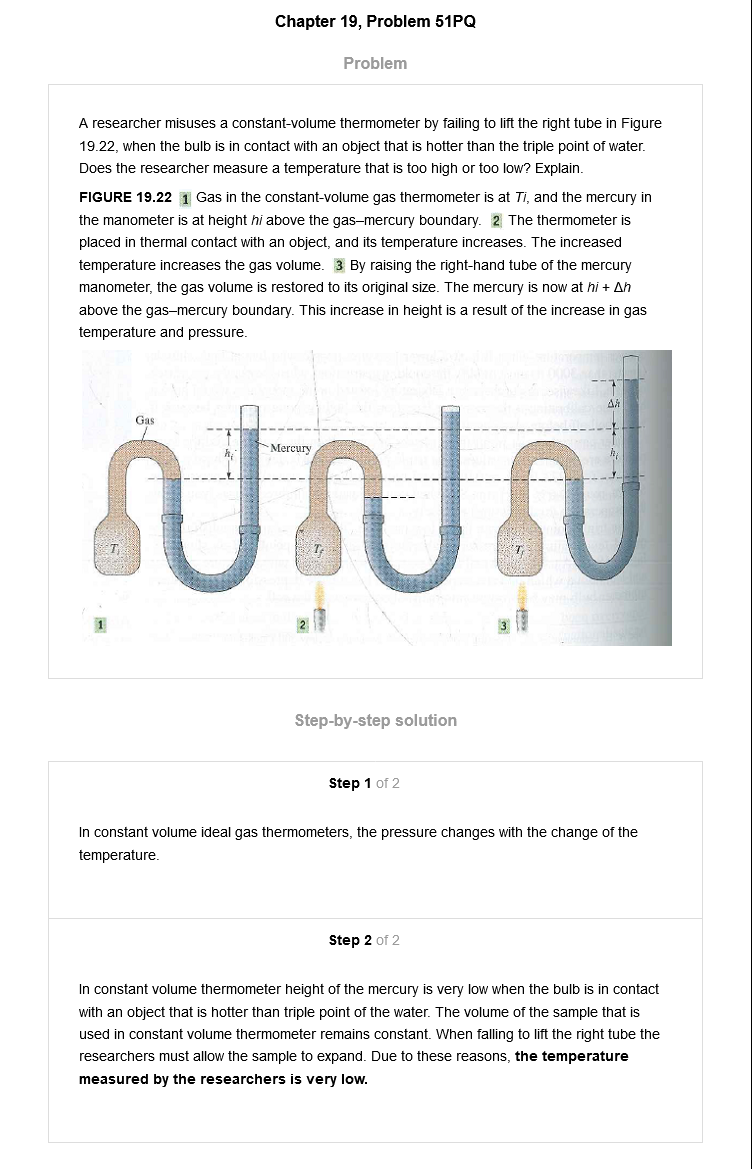 Chapter 19, Problem 51PQ
Problem
A researcher misuses a constant-volume thermometer by failing to lift the right tube in Figure
19.22, when the bulb is in contact with an object that is hotter than the triple point of water.
Does the researcher measure a temperature that is too high or too low? Explain.
FIGURE 19.22 1 Gas in the constant-volume gas thermometer is at Ti, and the mercury in
the manometer is at height hi above the gas–mercury boundary. 2 The thermometer is
placed in thermal contact with an object, and its temperature increases. The increased
temperature increases the gas volume. 3 By raising the right-hand tube of the mercury
manometer, the gas volume is restored to its original size. The mercury is now at hi + Δh
above the gas–mercury boundary. This increase in height is a result of the increase in gas
temperature and pressure.
Gas
hi
Mercury
Δh
hi
Ti
Tf
Tf
1
2
3
Step-by-step solution
Step 1 of 2
In constant volume ideal gas thermometers, the pressure changes with the change of the
temperature.
Step 2 of 2
In constant volume thermometer height of the mercury is very low when the bulb is in contact
with an object that is hotter than triple point of the water. The volume of the sample that is
used in constant volume thermometer remains constant. When falling to lift the right tube the
researchers must allow the sample to expand. Due to these reasons, the temperature
measured by the researchers is very low.